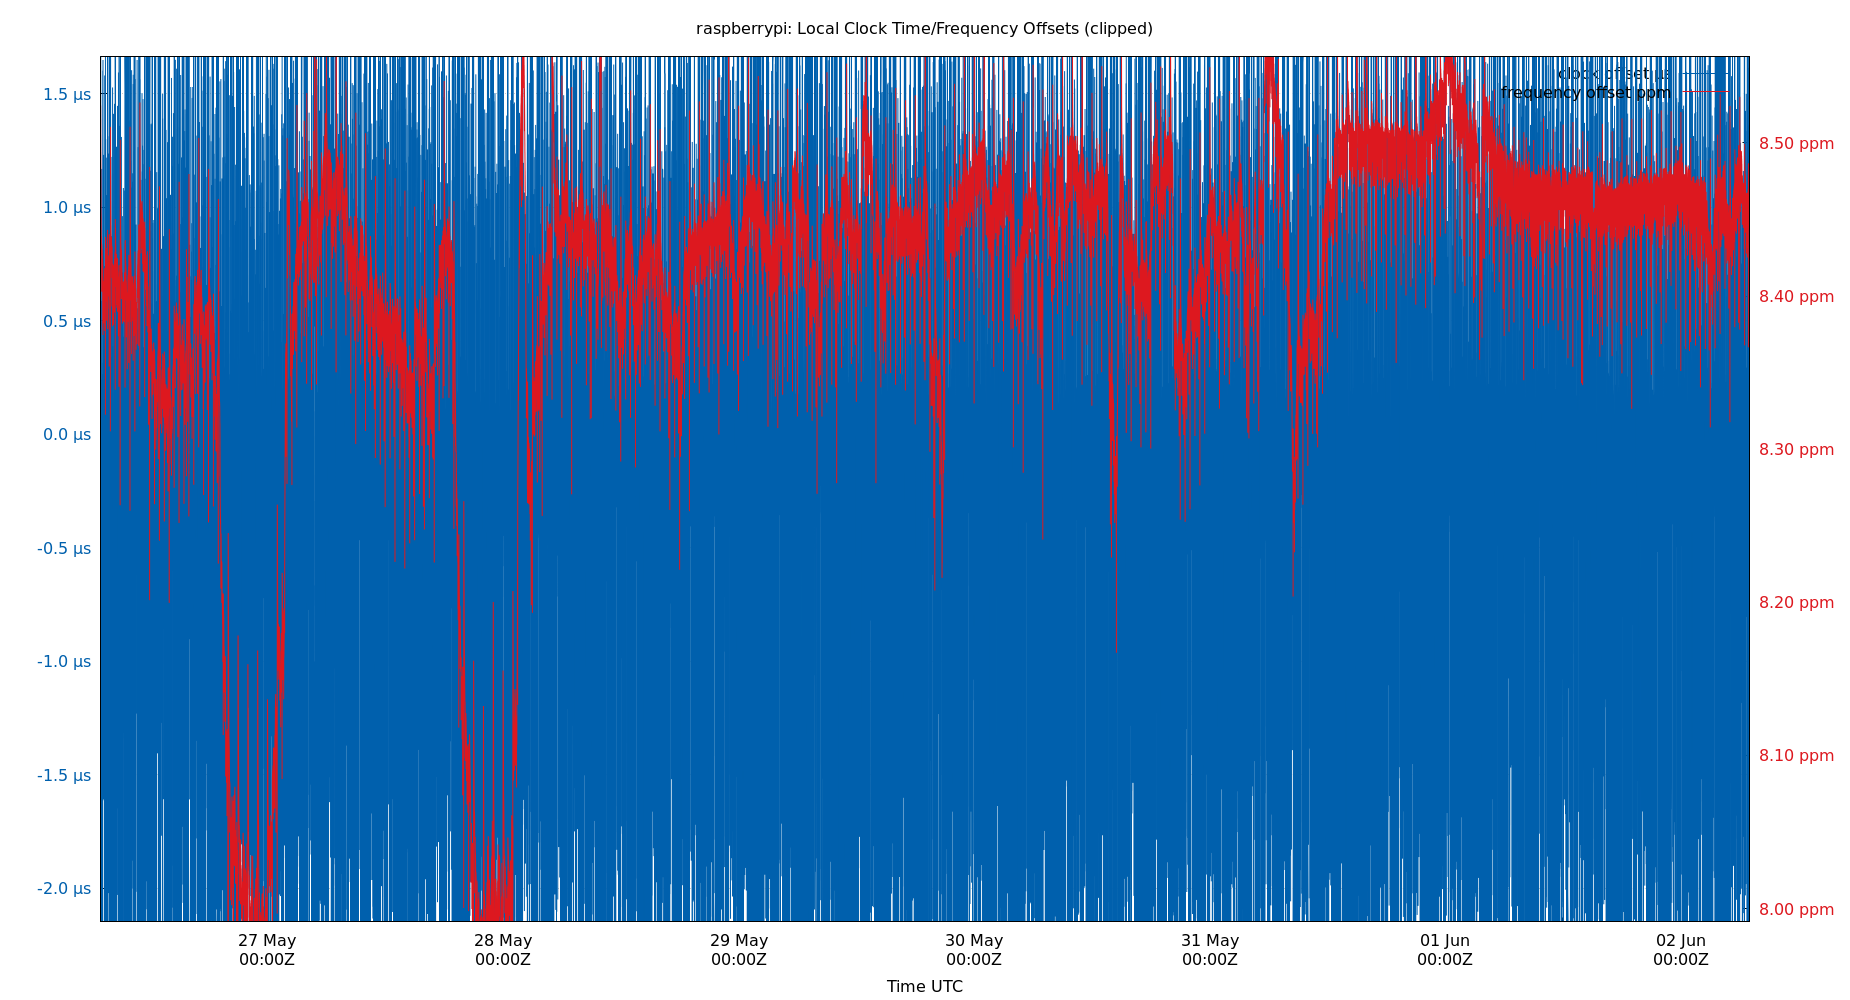 raspberrypi: Local Clock Time/Frequency Offsets (clipped)
clock offset µs
frequency offset ppm
1.5 µs
1.0 µs
0.5 µs
0.0 µs
-0.5 µs
-1.0 µs
-1.5 µs
-2.0 µs
8.50 ppm
8.40 ppm
8.30 ppm
8.20 ppm
8.10 ppm
8.00 ppm
27 May
00:00Z
28 May
00:00Z
29 May
00:00Z
30 May
00:00Z
31 May
00:00Z
01 Jun
00:00Z
02 Jun
00:00Z
Time UTC